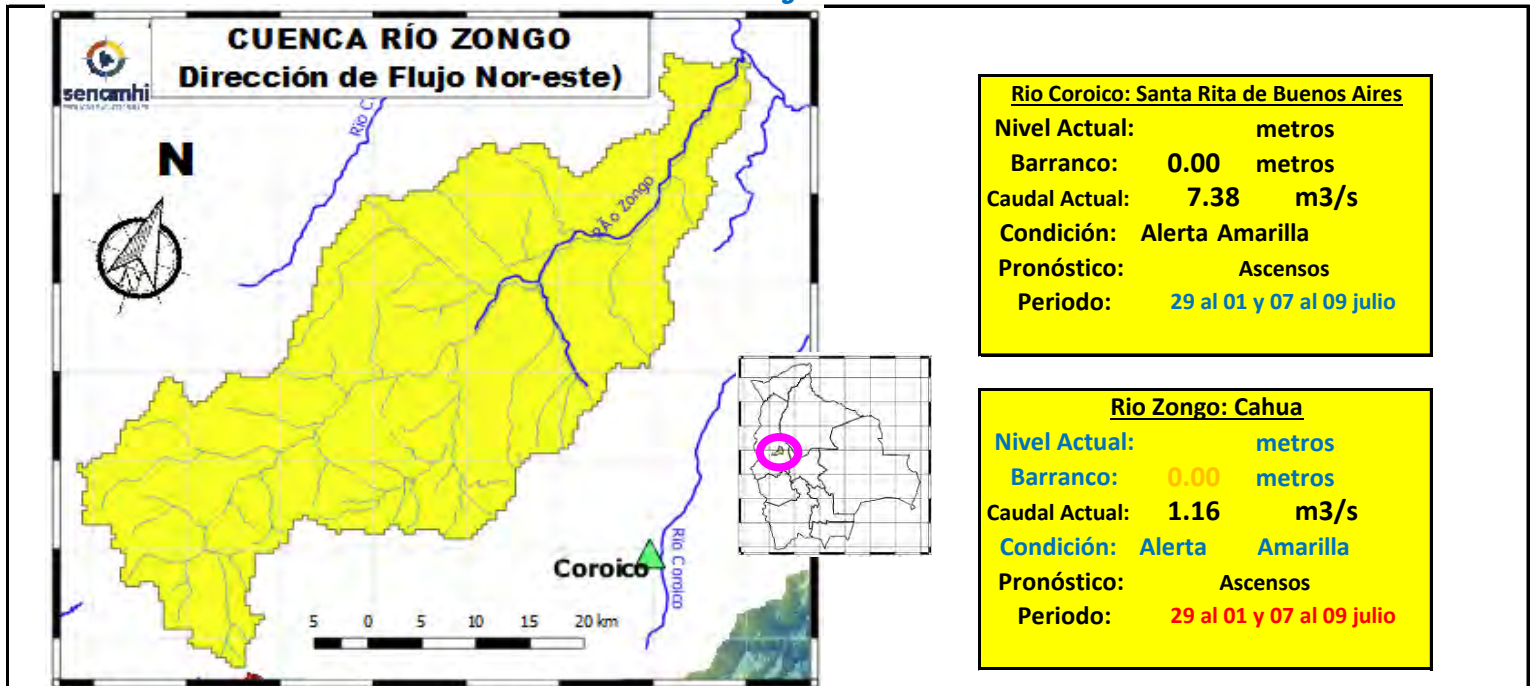 CUENCA RÍO ZONGO
Dirección de Flujo Nor-este)
senamhi
Río C
N
RÃ­o Zongo
Coroico
Río Coroico
5 0 5 10 15 20 km
Rio Coroico: Santa Rita de Buenos Aires
Nivel Actual: metros
Barranco: 0.00 metros
Caudal Actual: 7.38 m3/s
Condición: Alerta Amarilla
Pronóstico: Ascensos
Periodo: 29 al 01 y 07 al 09 julio
Rio Zongo: Cahua
Nivel Actual: metros
Barranco: 0.00 metros
Caudal Actual: 1.16 m3/s
Condición: Alerta Amarilla
Pronóstico: Ascensos
Periodo: 29 al 01 y 07 al 09 julio